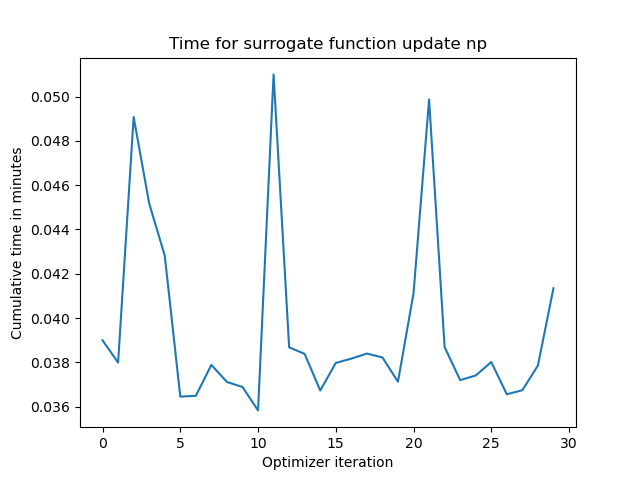 Time for surrogate function update np
Cumulative time in minutes
0.050
0.048
0.046
0.044
0.042
0.040
0.038
0.036
0 5 10 15 20 25 30
Optimizer iteration